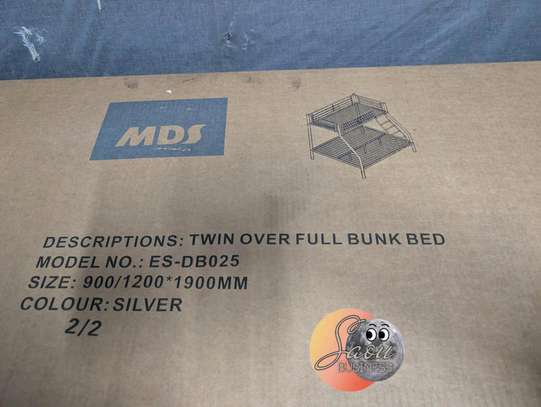 MDS
DESCRIPTIONS: TWIN OVER FULL BUNK BED
MODEL NO.: ES-DB025
SIZE: 900/1200*1900MM
COLOUR: SILVER
2/2
BUSINESS